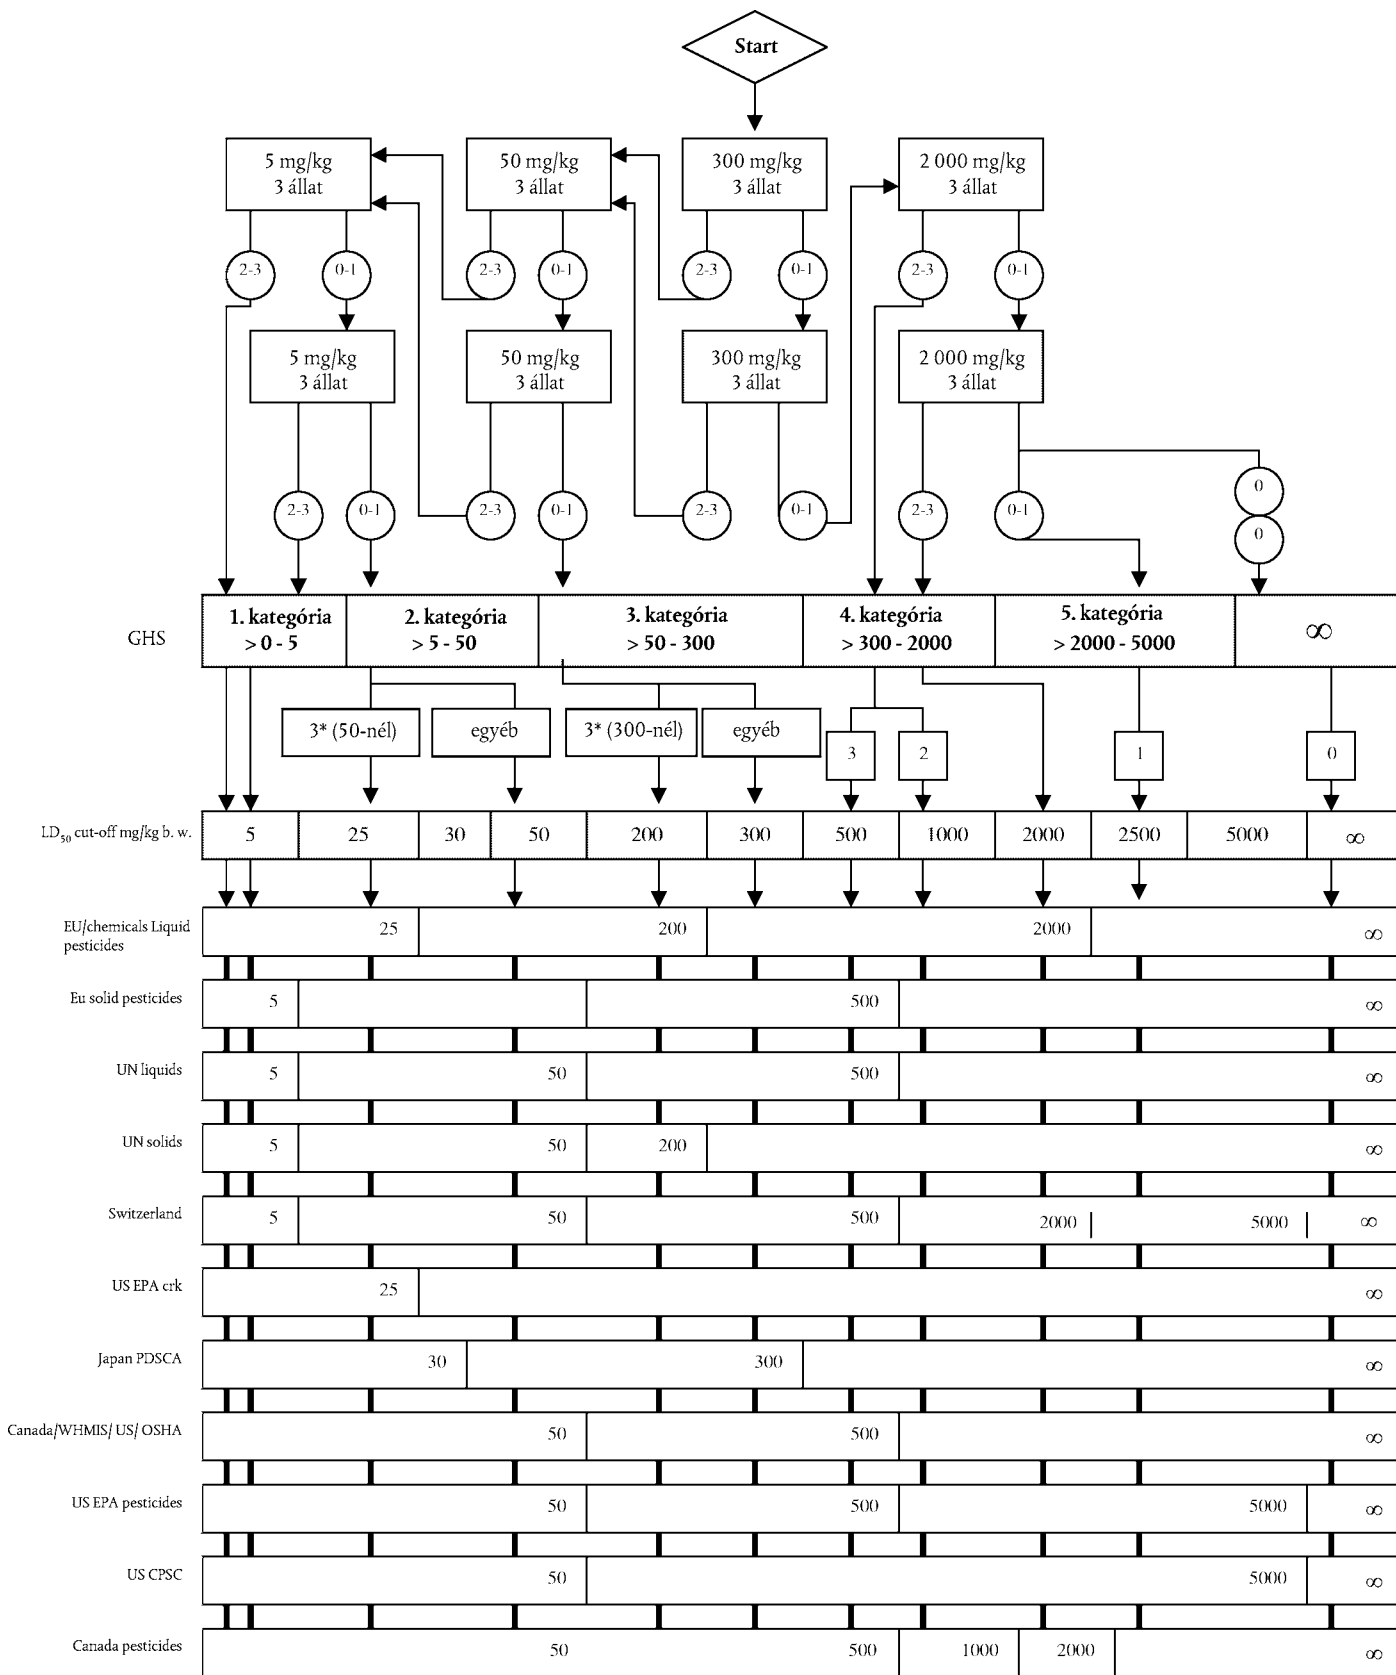 Start
5 mg/kg
3 állat
50 mg/kg
3 állat
300 mg/kg
3 állat
2 000 mg/kg
3 állat
2-3
0-1
2-3
0-1
2-3
0-1
2-3
0-1
5 mg/kg
3 állat
50 mg/kg
3 állat
300 mg/kg
3 állat
2 000 mg/kg
3 állat
0
2-3
0-1
2-3
0-1
2-3
0-1
2-3
0-1
0
GHS
1. kategória
> 0 - 5
2. kategória
> 5 - 50
3. kategória
> 50 - 300
4. kategória
> 300 - 2000
5. kategória
> 2000 - 5000
∞
3* (50-nél)
egyéb
3* (300-nél)
egyéb
3
2
1
0
LD50 cut-off mg/kg b. w.
5
25
30
50
200
300
500
1000
2000
2500
5000
∞
EU/chemicals Liquid
pesticides
25
200
2000
∞
Eu solid pesticides
5
500
∞
UN liquids
5
50
500
∞
UN solids
5
50
200
∞
Switzerland
5
50
500
2000
5000
∞
US EPA crk
25
∞
Japan PDSCA
30
300
∞
Canada/WHMIS/ US/ OSHA
50
500
∞
US EPA pesticides
50
500
5000
∞
US CPSC
50
5000
∞
Canada pesticides
50
500
1000
2000
∞